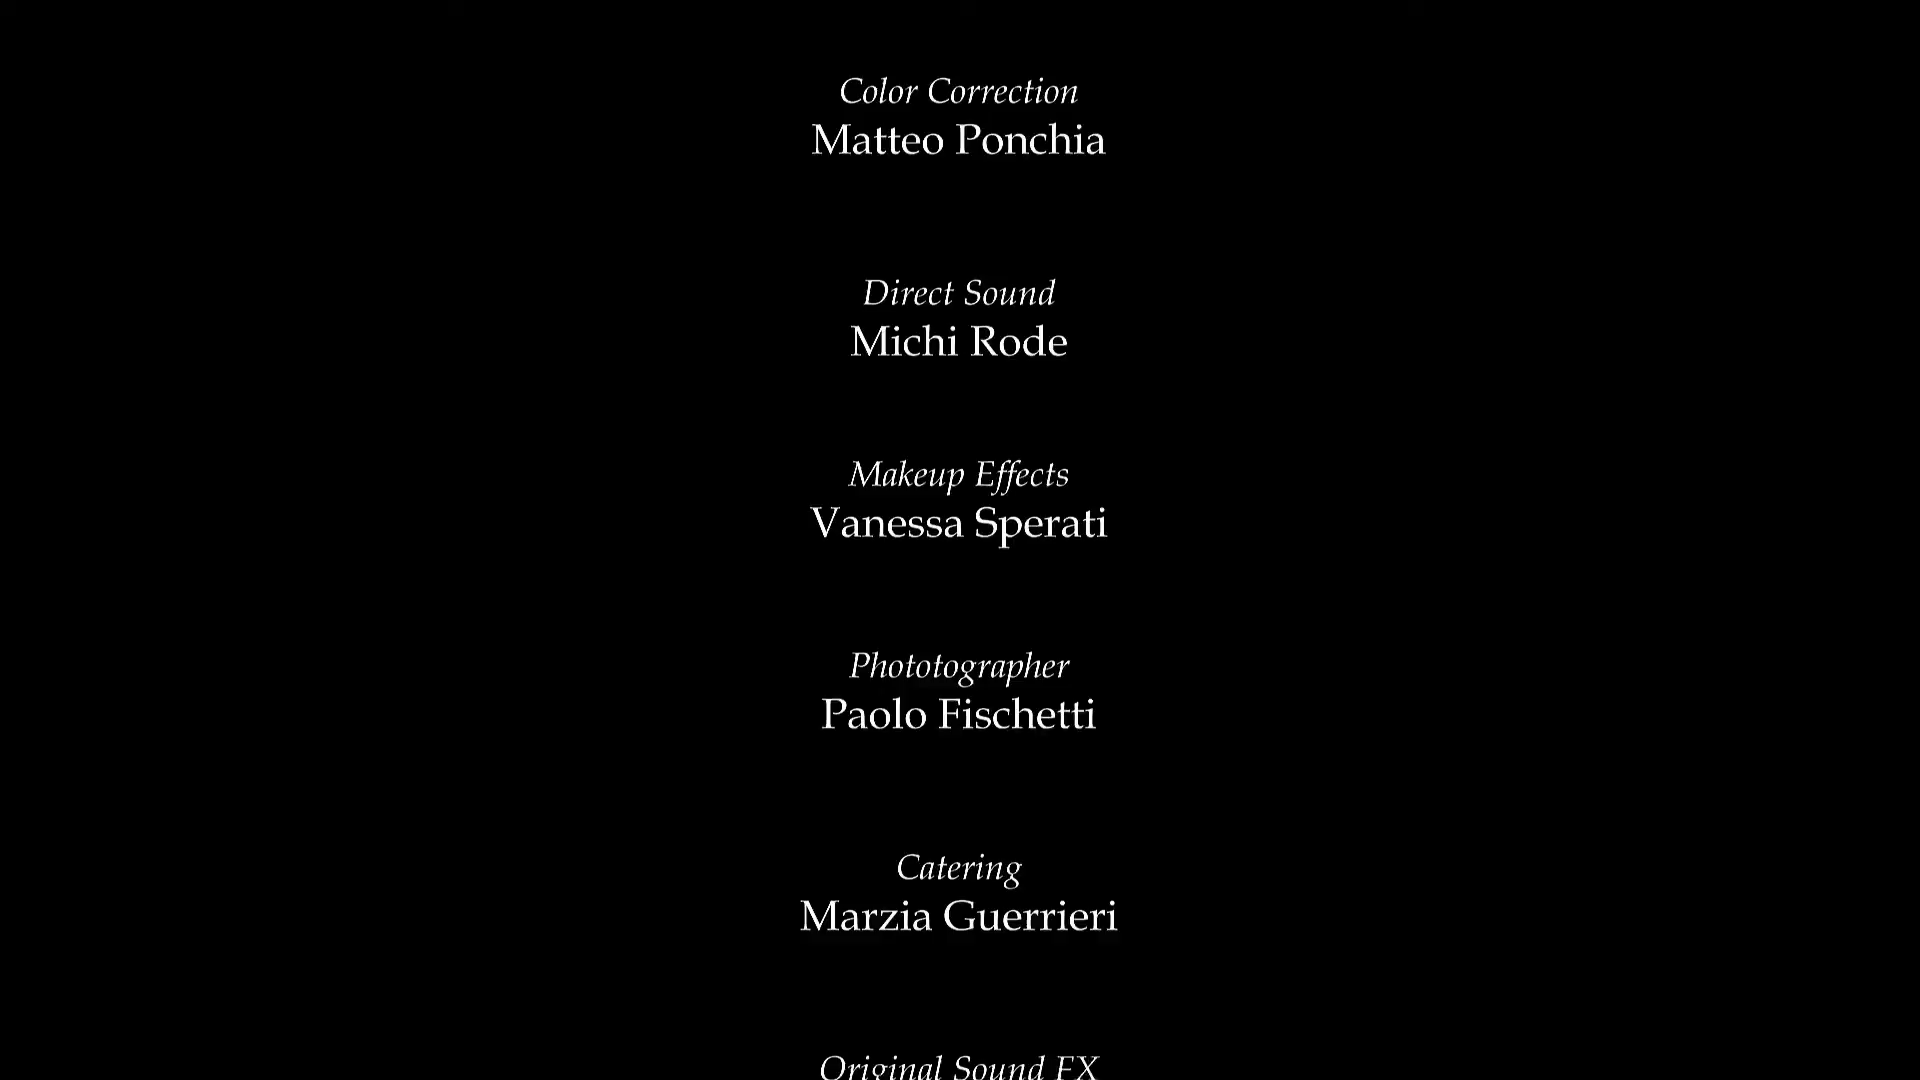 Color Correction
Matteo Ponchia
Direct Sound
Michi Rode
Makeup Effects
Vanessa Sperati
Phototographer
Paolo Fischetti
Catering
Marzia Guerrieri
Original Sound FX